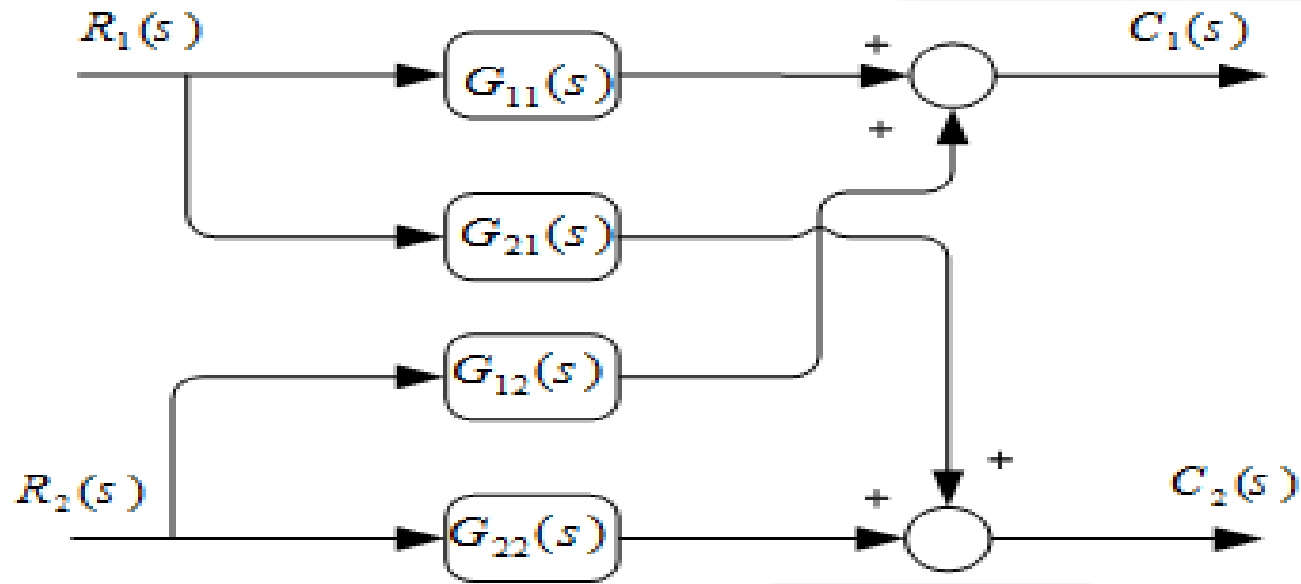 R₁(s)
G₁₁(s)
+
+
C₁(s)
G₂₁(s)
G₁₂(s)
R₂(s)
G₂₂(s)
+
+
C₂(s)